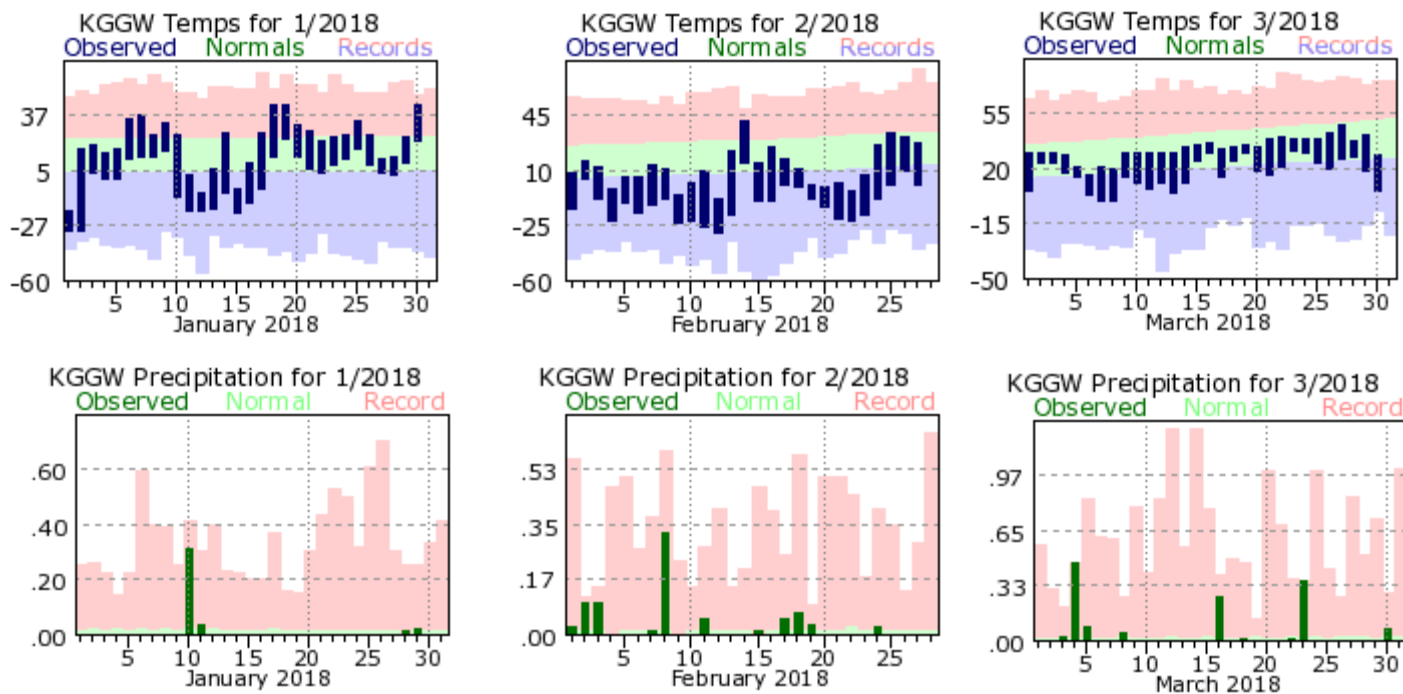 KGGW Temps for 1/2018
Observed Normals Records
37
5
-27
-60
5 10 15 20 25 30
January 2018
KGGW Temps for 2/2018
Observed Normals Records
45
10
-25
-60
5 10 15 20 25
February 2018
KGGW Temps for 3/2018
Observed Normals Records
55
20
-15
-50
5 10 15 20 25 30
March 2018
KGGW Precipitation for 1/2018
Observed Normal Record
.60
.40
.20
.00
5 10 15 20 25 30
January 2018
KGGW Precipitation for 2/2018
Observed Normal Record
.53
.35
.17
.00
5 10 15 20 25
February 2018
KGGW Precipitation for 3/2018
Observed Normal Record
.97
.65
.33
.00
5 10 15 20 25 30
March 2018